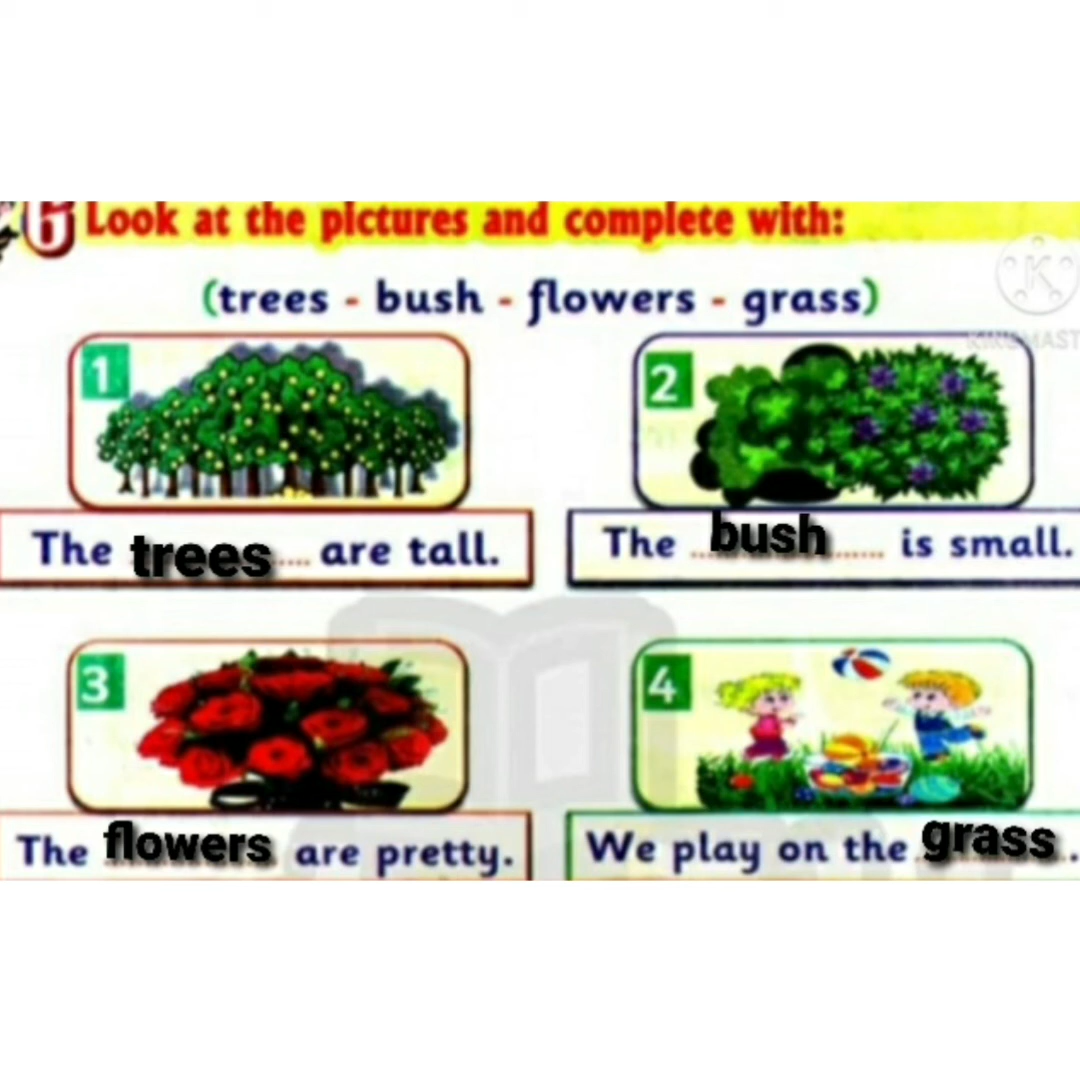 6 Look at the pictures and complete with:
(trees - bush - flowers - grass)
K
KINEMAST
1
2
The trees.... are tall.
The ...bush...... is small.
3
4
The flowers are pretty.
We play on the grass.